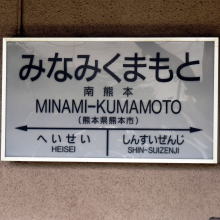 みなみくまもと
南熊本
MINAMI-KUMAMOTO
(熊本県熊本市)
へいせい しんすいぜんじ
HEISEI SHIN-SUIZENJI